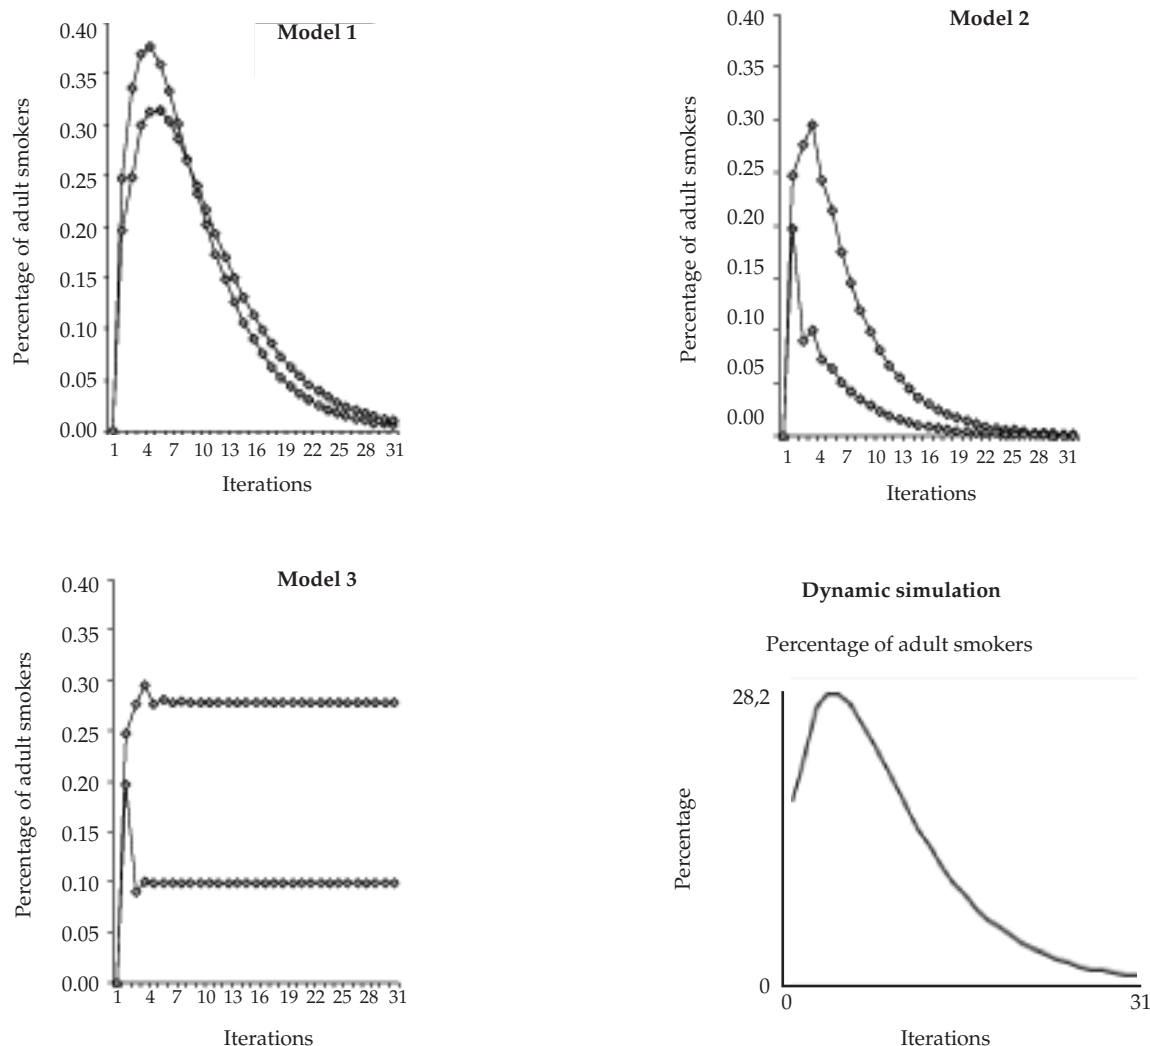 Model 1
Percentage of adult smokers
0.40
0.35
0.30
0.25
0.20
0.15
0.10
0.05
0.00
1 4 7 10 13 16 19 22 25 28 31
Iterations
Model 2
Percentage of adult smokers
0.40
0.35
0.30
0.25
0.20
0.15
0.10
0.05
0.00
1 4 7 10 13 16 19 22 25 28 31
Iterations
Model 3
Percentage of adult smokers
0.40
0.35
0.30
0.25
0.20
0.15
0.10
0.05
0.00
1 4 7 10 13 16 19 22 25 28 31
Iterations
Dynamic simulation
Percentage of adult smokers
Percentage
28,2
0
0 31
Iterations